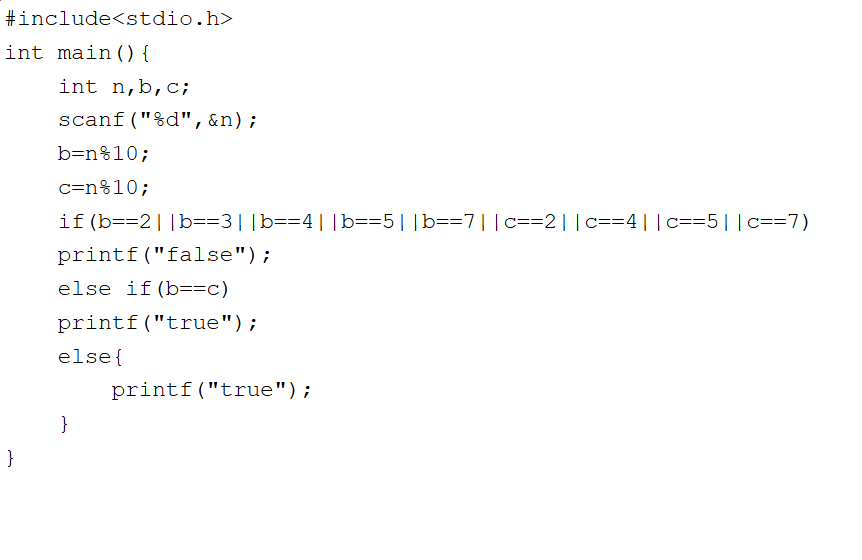 #include<stdio.h>
int main(){
    int n,b,c;
    scanf("%d",&n);
    b=n%10;
    c=n%10;
    if(b==2||b==3||b==4||b==5||b==7||c==2||c==4||c==5||c==7)
    printf("false");
    else if(b==c)
    printf("true");
    else{
        printf("true");
    }
}